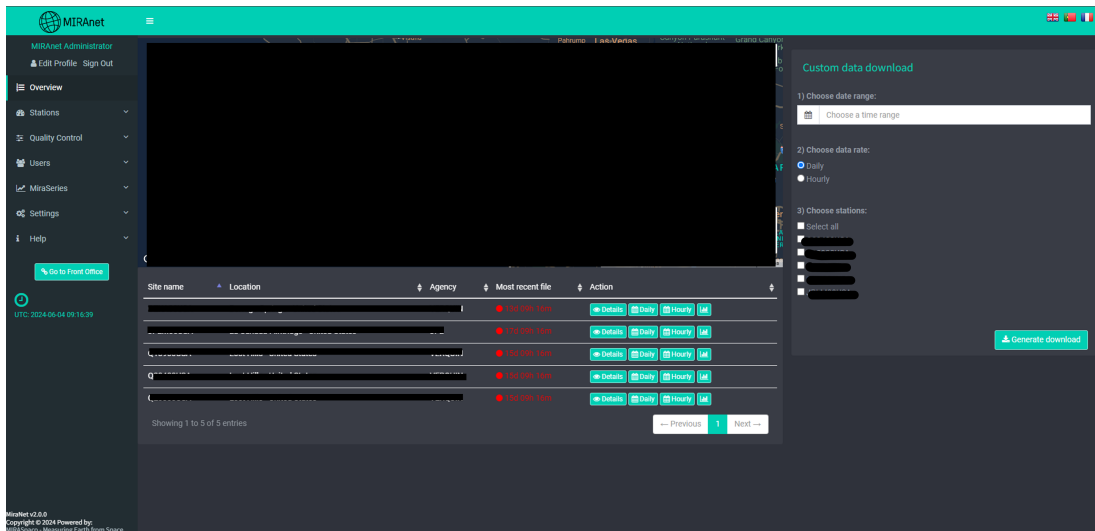 MIRAnet
MIRAnet Administrator
Edit Profile Sign Out
Overview
Stations
Quality Control
Users
MiraSeries
Settings
Help
Go to Front Office
UTC: 2024-06-04 09:16:39
MiraNet v2.0.0
Copyright © 2024 Powered by:
MIRASpaco - Measuring Earth from Space
Pahrump Las Vegas Grand Canyon
Site name Location Agency Most recent file Action
Details Daily Hourly
Details Daily Hourly
Details Daily Hourly
Details Daily Hourly
Details Daily Hourly
Showing 1 to 5 of 5 entries
← Previous 1 Next →
Custom data download
1) Choose date range:
Choose a time range
2) Choose data rate:
Daily
Hourly
3) Choose stations:
Select all
Generate download